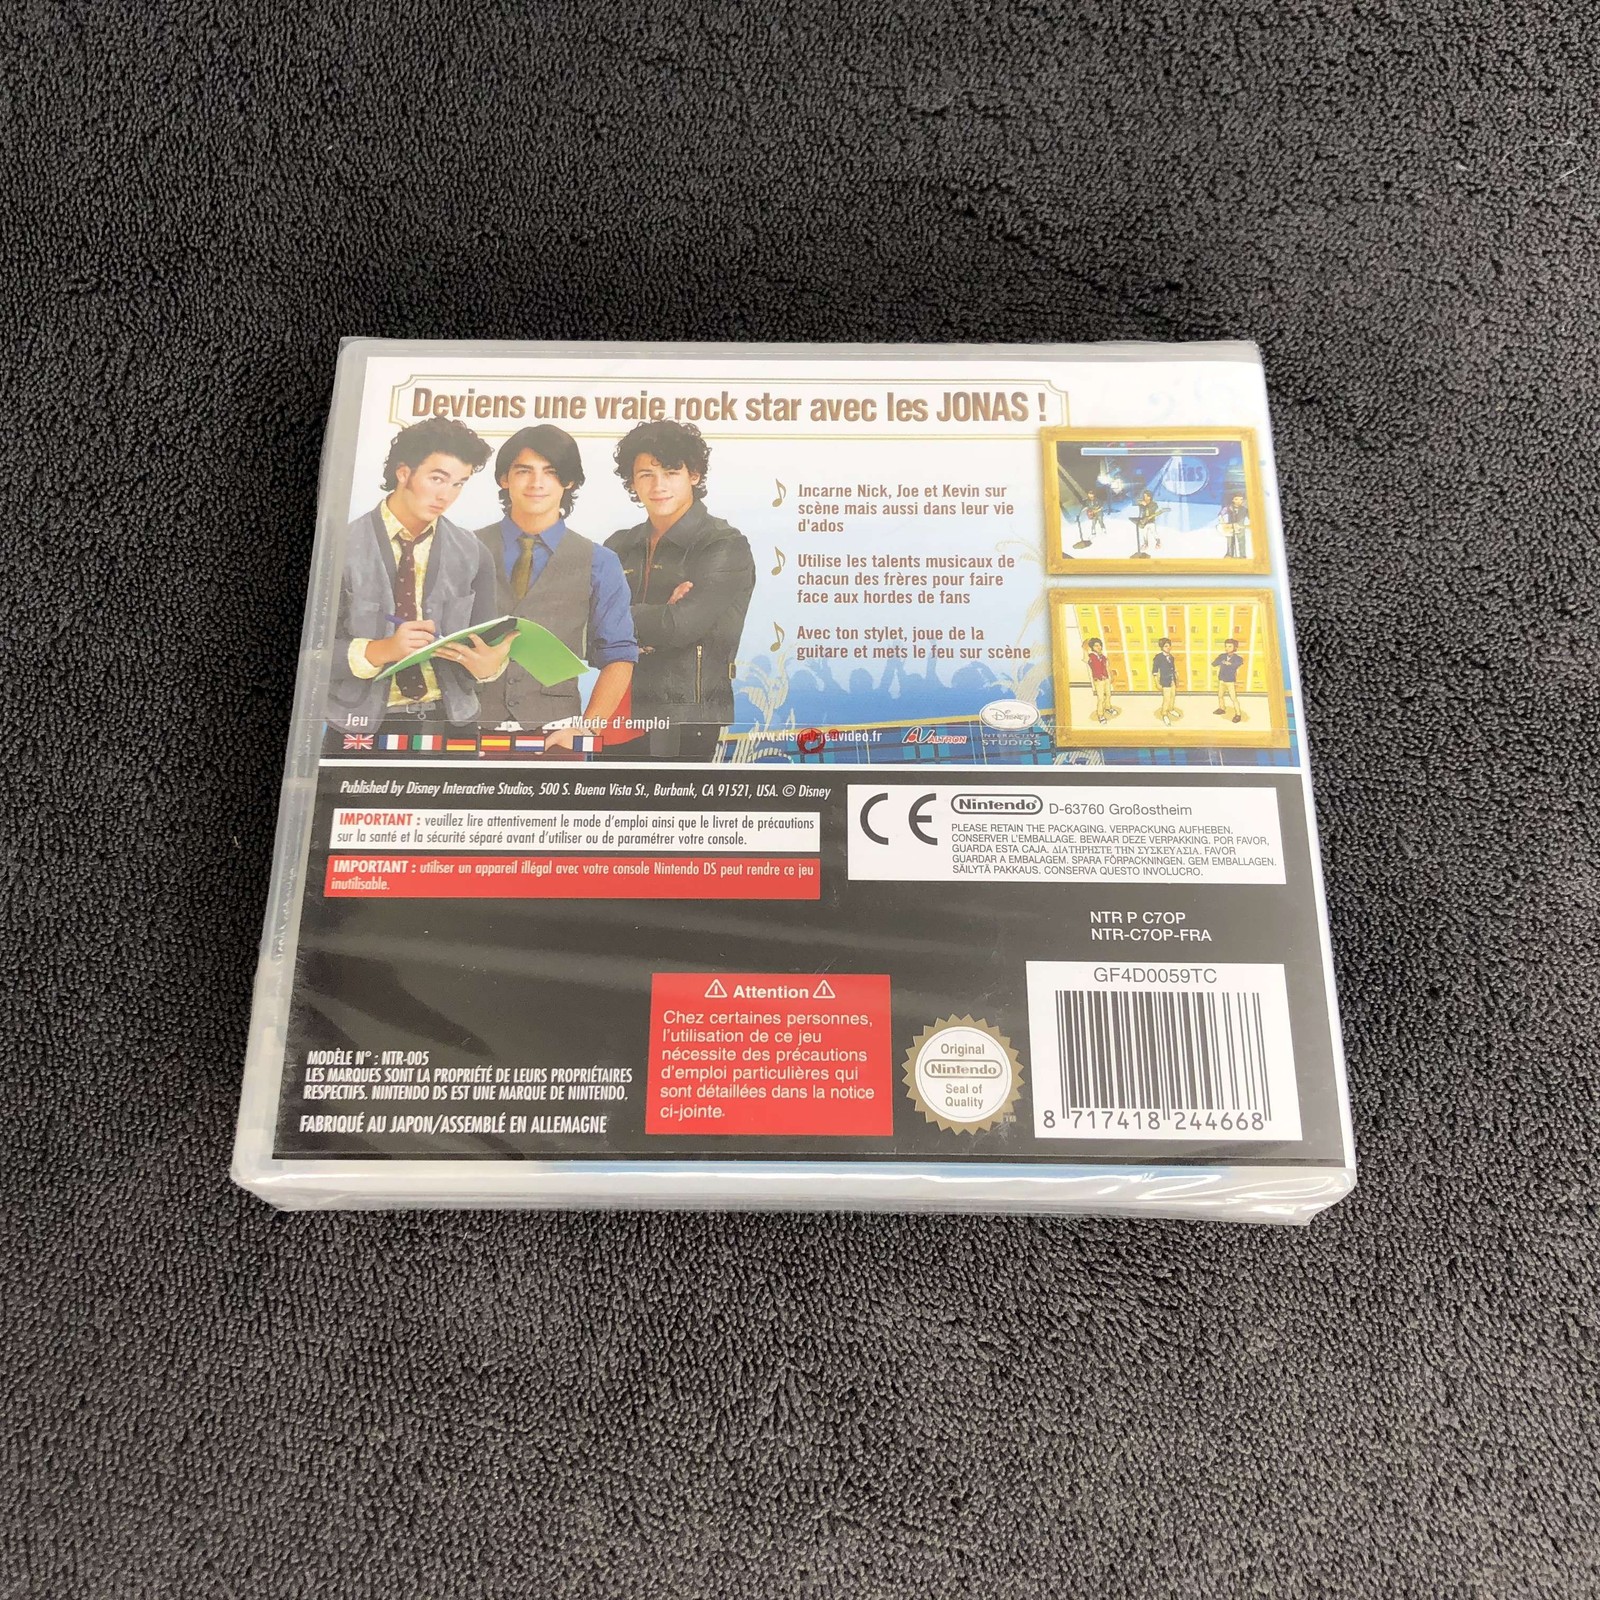 Deviens une vraie rock star avec les JONAS !
Incarne Nick, Joe et Kevin sur
scène mais aussi dans leur vie
d'ados
Utilise les talents musicaux de
chacun des frères pour faire
face aux hordes de fans
Avec ton stylet, joue de la
guitare et mets le feu sur scène
Jeu
Mode d'emploi
Disney
INTERACTIVE
STUDIOS
ALTRON
Published by Disney Interactive Studios, 500 S. Buena Vista St., Burbank, CA 91521, USA. © Disney
IMPORTANT : veuillez lire attentivement le mode d'emploi ainsi que le livret de précautions
sur la santé et la sécurité séparé avant d'utiliser ou de paramétrer votre console.
IMPORTANT : utiliser un appareil illégal avec votre console Nintendo DS peut rendre ce jeu
inutilisable.
CE
Nintendo D-63760 Großostheim
PLEASE RETAIN THE PACKAGING. VERPACKUNG AUFHEBEN.
CONSERVER L'EMBALLAGE. BEWAAR DEZE VERPAKKING. POR FAVOR,
GUARDA ESTA CAJA. ΔΙΑΤΗΡΗΣΤΕ ΤΗΝ ΣΥΣΚΕΥΑΣΙΑ. FAVOR
GUARDAR A EMBALAGEM. SPARA FÖRPACKNINGEN. GEM EMBALLAGEN.
SÄILYTÄ PAKKAUS. CONSERVA QUESTO INVOLUCRO.
NTR P C7OP
NTR-C7OP-FRA
GF4D0059TC
8 717418 244668
Attention
Chez certaines personnes,
l'utilisation de ce jeu
nécessite des précautions
d'emploi particulières qui
sont détaillées dans la notice
ci-jointe.
Original
Nintendo
Seal of
Quality
TM
MODÈLE N° : NTR-005
LES MARQUES SONT LA PROPRIÉTÉ DE LEURS PROPRIÉTAIRES
RESPECTIFS. NINTENDO DS EST UNE MARQUE DE NINTENDO.
FABRIQUÉ AU JAPON/ASSEMBLÉ EN ALLEMAGNE